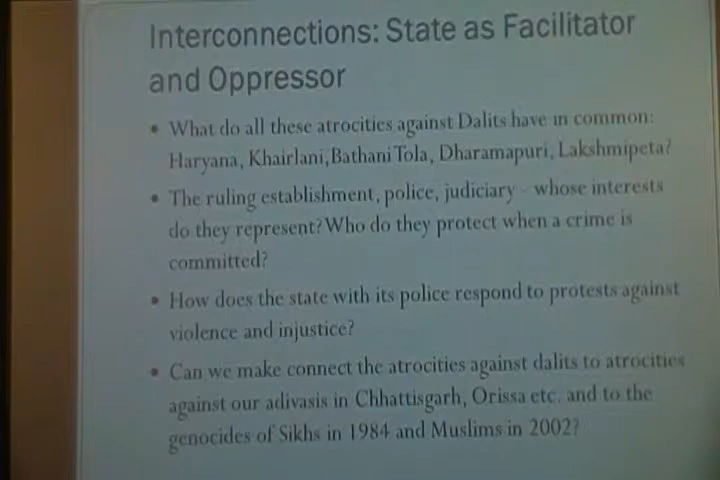 Interconnections: State as Facilitator
and Oppressor
• What do all these atrocities against Dalits have in common:
Haryana, Khairlani, Bathani Tola, Dharamapuri, Lakshmipeta?
• The ruling establishment, police, judiciary - whose interests
do they represent? Who do they protect when a crime is
committed?
• How does the state with its police respond to protests against
violence and injustice?
• Can we make connect the atrocities against dalits to atrocities
against our adivasis in Chhattisgarh, Orissa etc. and to the
genocides of Sikhs in 1984 and Muslims in 2002?